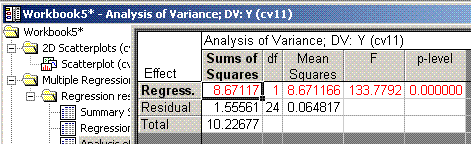 Workbook5* - Analysis of Variance; DV: Y (cv11)
Workbook5*
2D Scatterplots (cv
Scatterplot (cv
Multiple Regression
Regression res
Summary S
Regression
Analysis of
Analysis of Variance; DV: Y (cv11)
Effect Sums of Squares df Mean Squares F p-level
Regress. 8.67117 1 8.671166 133.7792 0.000000
Residual 1.55561 24 0.064817
Total 10.22677